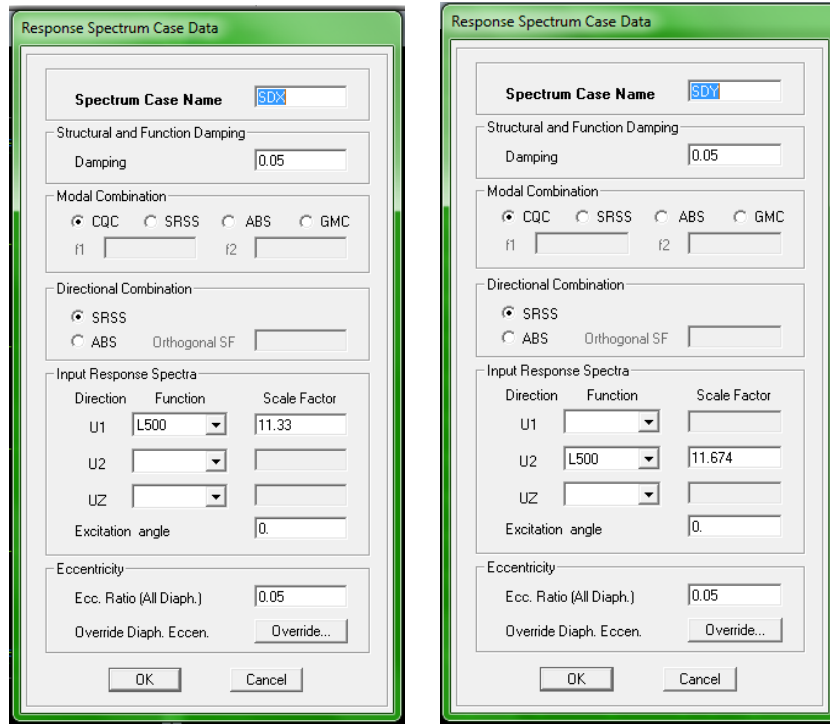 Response Spectrum Case Data
Spectrum Case Name SDX
Structural and Function Damping
Damping 0.05
Modal Combination
CQC SRSS ABS GMC
f1 f2
Directional Combination
SRSS
ABS Orthogonal SF
Input Response Spectra
Direction Function Scale Factor
U1 L500 11.33
U2
UZ
Excitation angle 0.
Eccentricity
Ecc. Ratio (All Diaph.) 0.05
Override Diaph. Eccen. Override...
OK Cancel
Response Spectrum Case Data
Spectrum Case Name SDY
Structural and Function Damping
Damping 0.05
Modal Combination
CQC SRSS ABS GMC
f1 f2
Directional Combination
SRSS
ABS Orthogonal SF
Input Response Spectra
Direction Function Scale Factor
U1
U2 L500 11.674
UZ
Excitation angle 0.
Eccentricity
Ecc. Ratio (All Diaph.) 0.05
Override Diaph. Eccen. Override...
OK Cancel